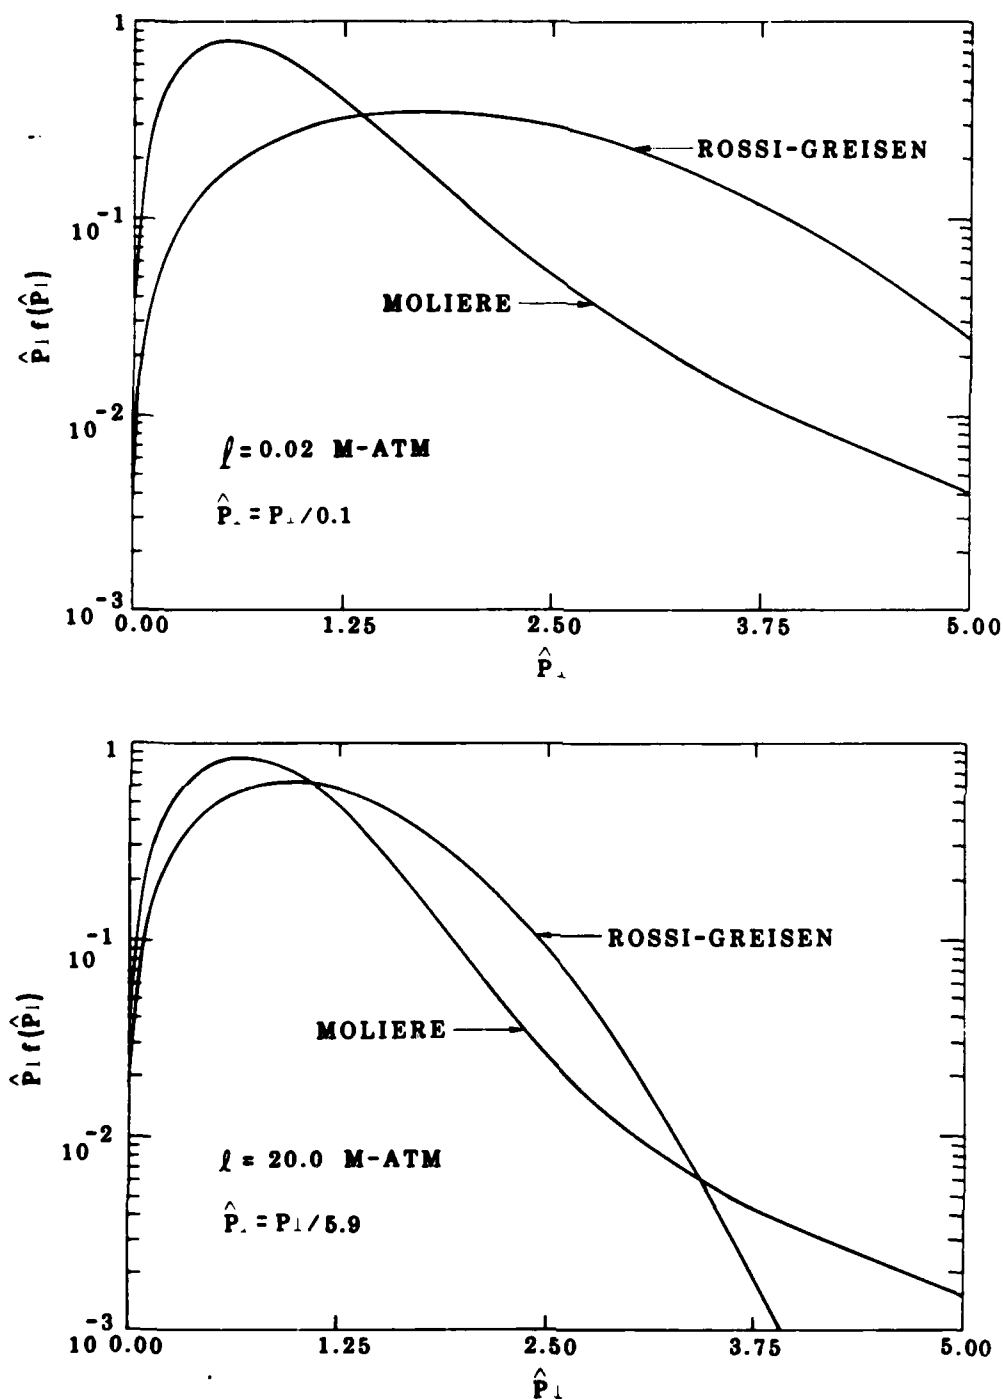 1
10^-1
10^-2
10^-3
P̂⊥ f(P̂⊥)
ROSSI-GREISEN
MOLIERE
ℓ = 0.02 M-ATM
P̂⊥ = P⊥/0.1
0.00 1.25 2.50 3.75 5.00
P̂⊥
1
10^-1
10^-2
10^-3
P̂⊥ f(P̂⊥)
ROSSI-GREISEN
MOLIERE
ℓ = 20.0 M-ATM
P̂⊥ = P⊥/5.9
0.00 1.25 2.50 3.75 5.00
P̂⊥